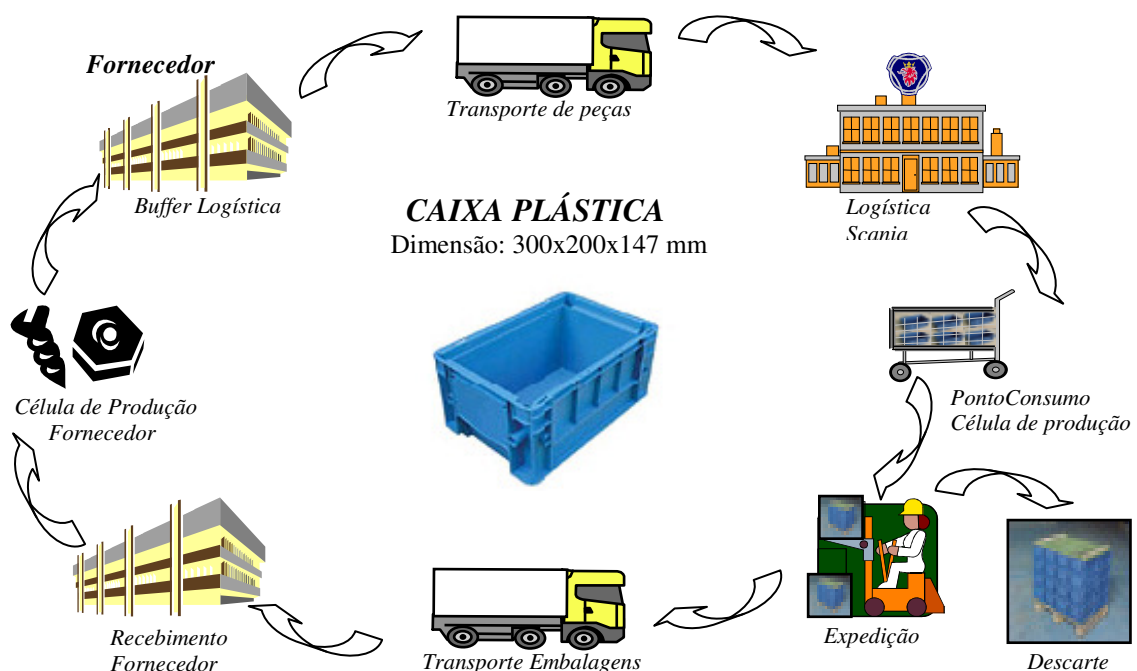 Fornecedor
Transporte de peças
Buffer Logística
CAIXA PLÁSTICA
Dimensão: 300x200x147 mm
Logística
Scania
Célula de Produção
Fornecedor
PontoConsumo
Célula de produção
Recebimento
Fornecedor
Transporte Embalagens
Expedição
Descarte